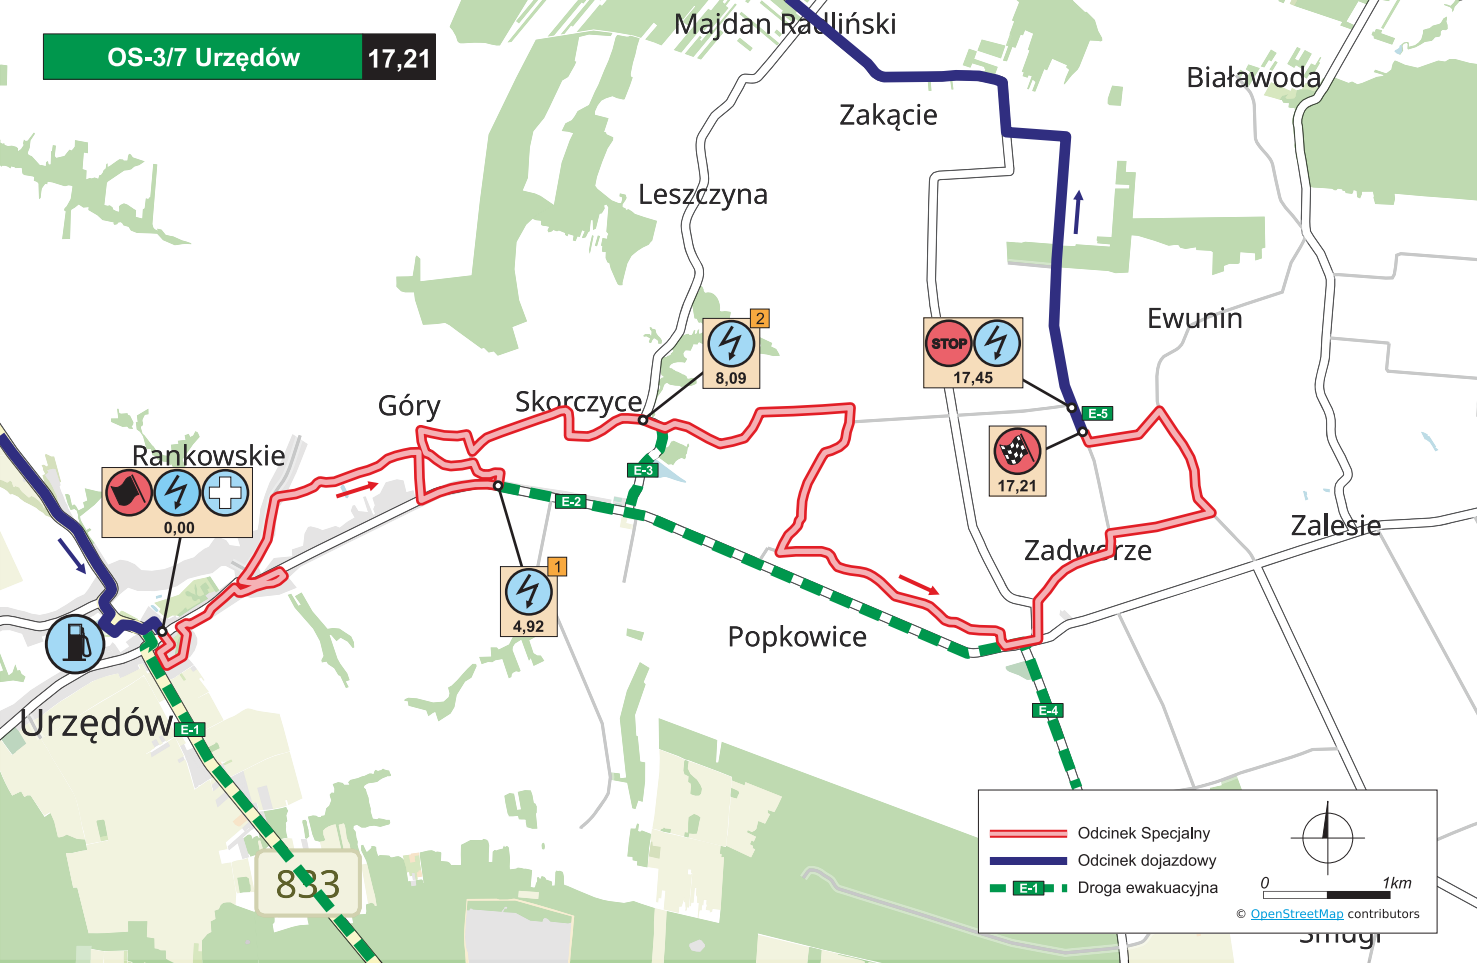 Majdan Radliński
OS-3/7 Urzędów 17,21
Białawoda
Zakącie
Leszczyna
Ewunin
2
8,09
STOP
17,45
Góry
Skorczyce
E-5
Rankowskie
E-3
17,21
0,00
E-2
Zalesie
Zadworze
1
4,92
Popkowice
Urzędów
E-1
E-4
833
Odcinek Specjalny
Odcinek dojazdowy
E-1 Droga ewakuacyjna
0 1km
© OpenStreetMap contributors